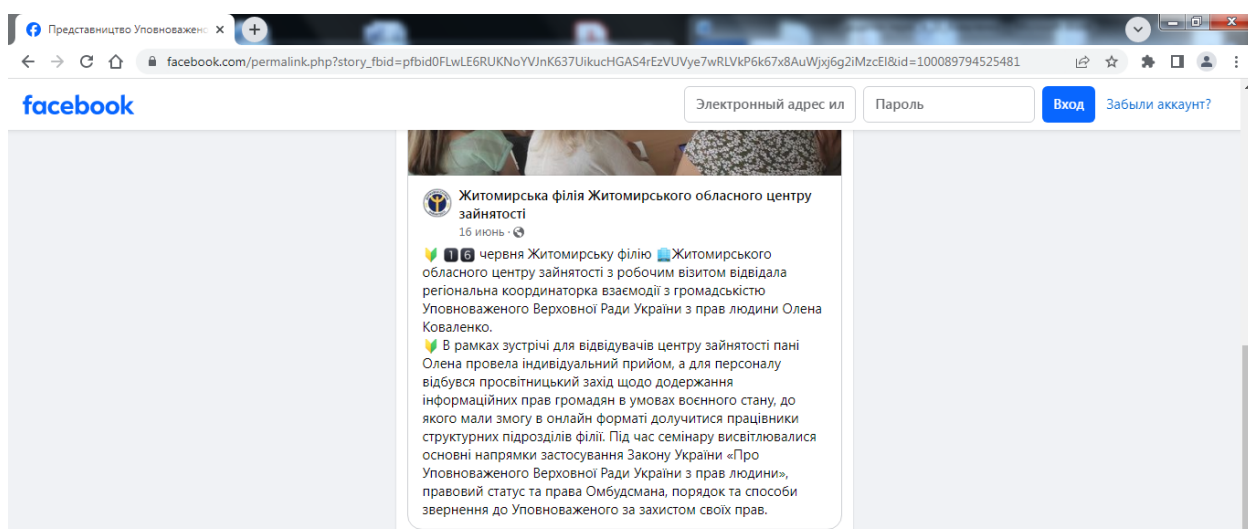 Представництво Уповноважено
facebook.com/permalink.php?story_fbid=pfbid0FLwLE6RUKNoYVJnK637UikucHGAS4rEzVUVye7wRLVkP6k67x8AuWjxj6g2iMzcEl&id=100089794525481
facebook
Электронный адрес ил
Пароль
Вход
Забыли аккаунт?
Житомирська філія Житомирського обласного центру
зайнятості
16 июнь ·
🔰 1️⃣6️⃣ червня Житомирську філію 🏢Житомирського
обласного центру зайнятості з робочим візитом відвідала
регіональна координаторка взаємодії з громадськістю
Уповноваженого Верховної Ради України з прав людини Олена
Коваленко.
🔰 В рамках зустрічі для відвідувачів центру зайнятості пані
Олена провела індивідуальний прийом, а для персоналу
відбувся просвітницький захід щодо додержання
інформаційних прав громадян в умовах воєнного стану, до
якого мали змогу в онлайн форматі долучитися працівники
структурних підрозділів філії. Під час семінару висвітлювалися
основні напрямки застосування Закону України «Про
Уповноваженого Верховної Ради України з прав людини»,
правовий статус та права Омбудсмана, порядок та способи
звернення до Уповноваженого за захистом своїх прав.